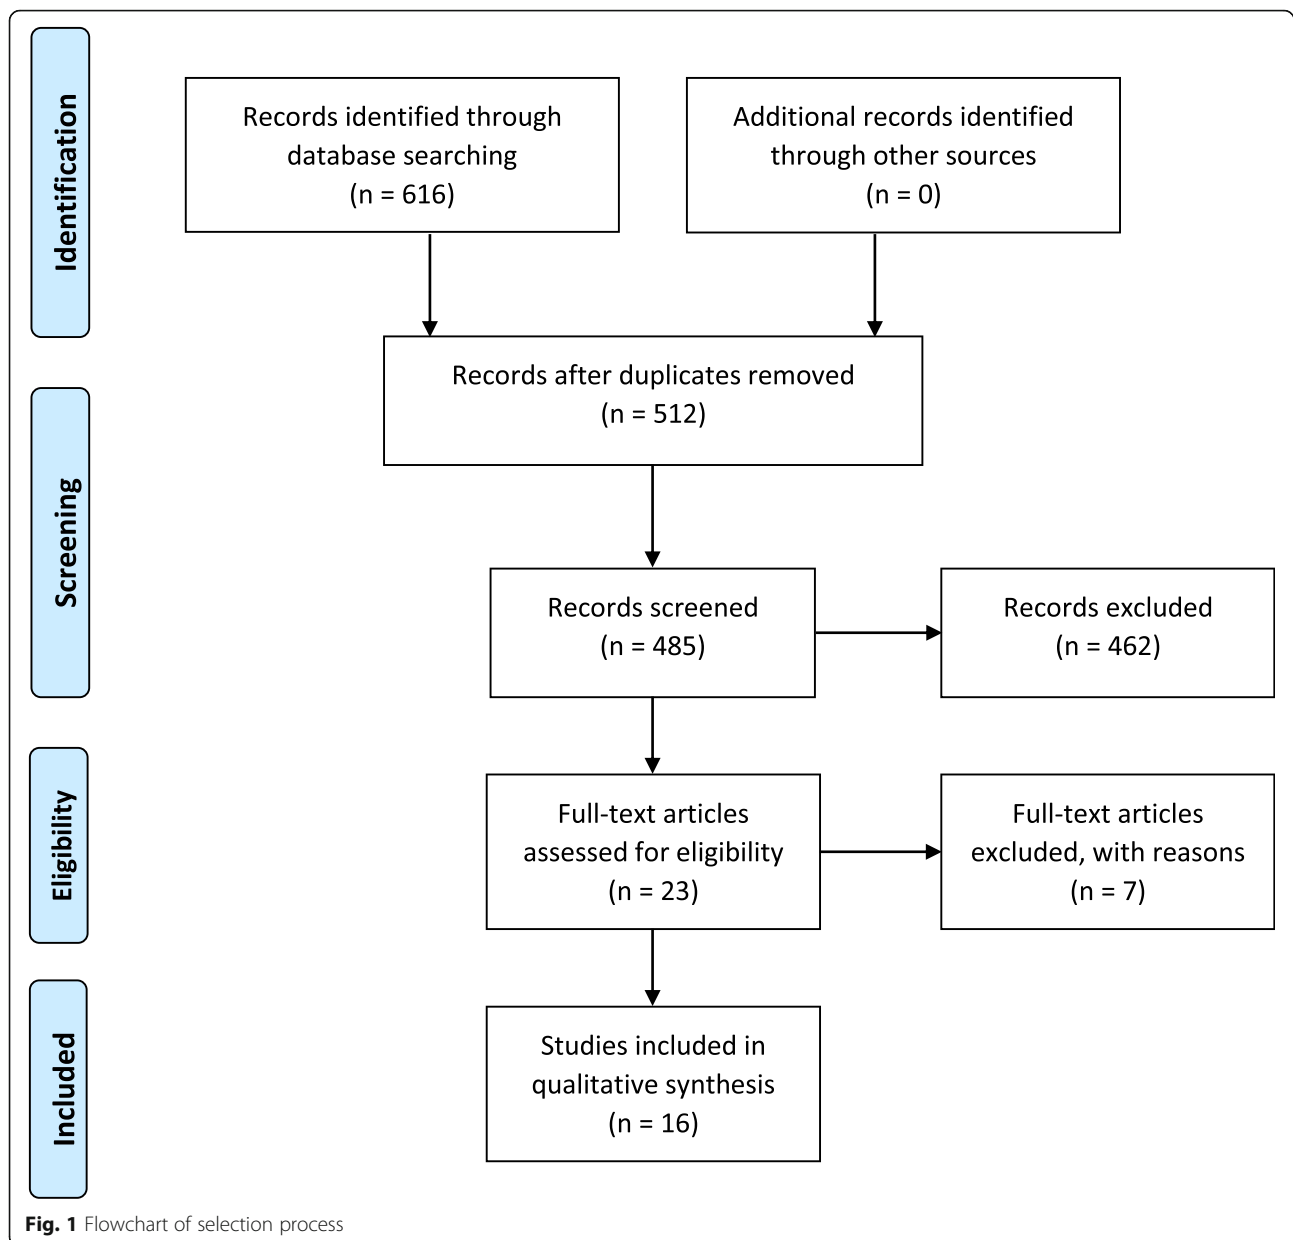 Identification
Records identified through
database searching
(n = 616)
Additional records identified
through other sources
(n = 0)
Records after duplicates removed
(n = 512)
Screening
Records screened
(n = 485)
Records excluded
(n = 462)
Eligibility
Full-text articles
assessed for eligibility
(n = 23)
Full-text articles
excluded, with reasons
(n = 7)
Included
Studies included in
qualitative synthesis
(n = 16)
Fig. 1 Flowchart of selection process